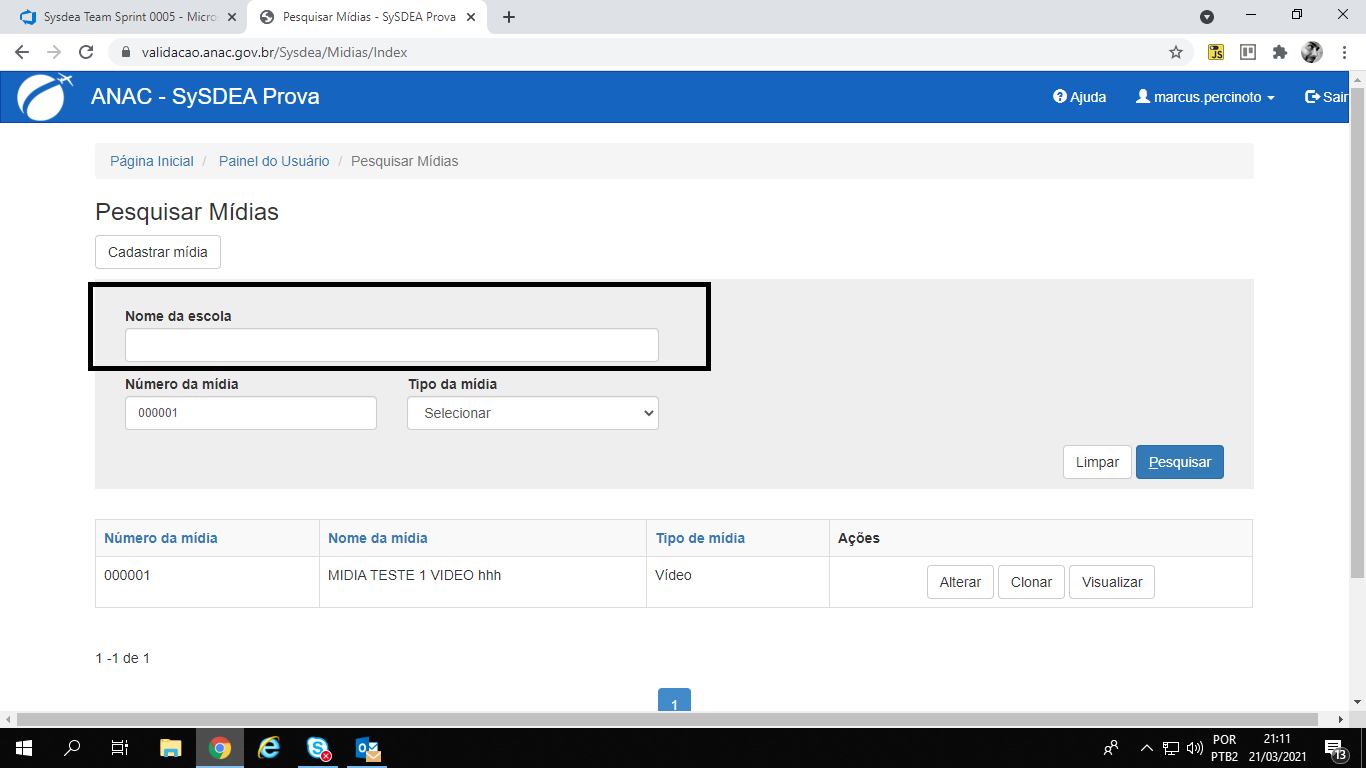 Sysdea Team Sprint 0005 - Micro
Pesquisar Mídias - SySDEA Prova
validacao.anac.gov.br/Sysdea/Midias/Index
JS
ANAC - SySDEA Prova
Ajuda
marcus.percinoto
Sair
Página Inicial / Painel do Usuário / Pesquisar Mídias
Pesquisar Mídias
Cadastrar mídia
Nome da escola
Número da mídia Tipo da mídia
000001 Selecionar
Limpar Pesquisar
Número da mídia Nome da mídia Tipo de mídia Ações
000001 MIDIA TESTE 1 VIDEO hhh Vídeo Alterar Clonar Visualizar
1 -1 de 1
1
POR 21:11
PTB2 21/03/2021 13